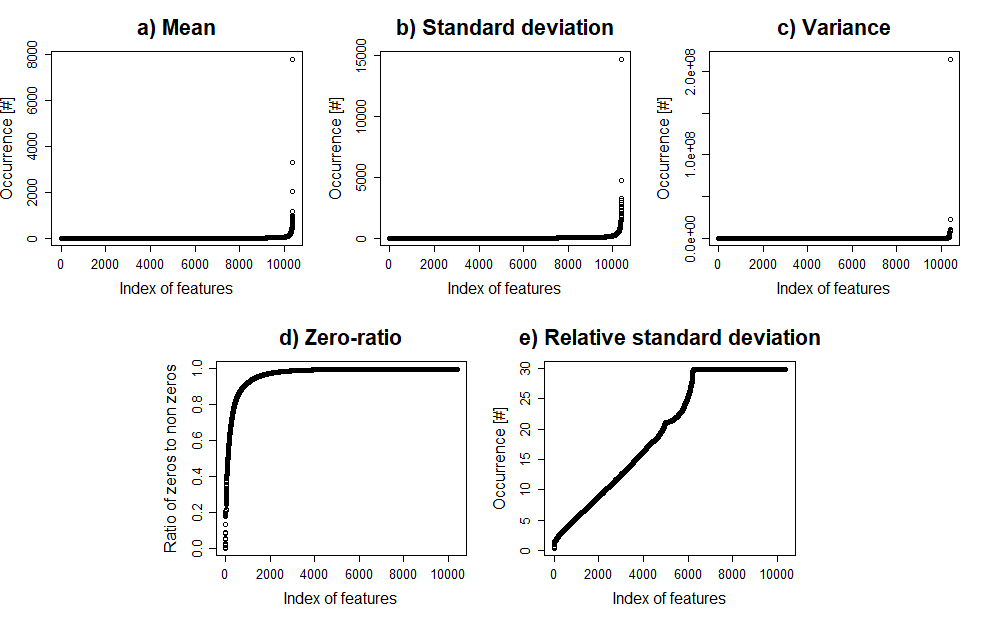 a) Mean
Occurrence [#]
0
2000
4000
6000
8000
0 2000 4000 6000 8000 10000
Index of features
b) Standard deviation
Occurrence [#]
0
5000
10000
15000
0 2000 4000 6000 8000 10000
Index of features
c) Variance
Occurrence [#]
0.0e+00
1.0e+08
2.0e+08
0 2000 4000 6000 8000 10000
Index of features
d) Zero-ratio
Ratio of zeros to non zeros
0.0
0.2
0.4
0.6
0.8
1.0
0 2000 4000 6000 8000 10000
Index of features
e) Relative standard deviation
Occurrence [#]
0
5
10
15
20
25
30
0 2000 4000 6000 8000 10000
Index of features